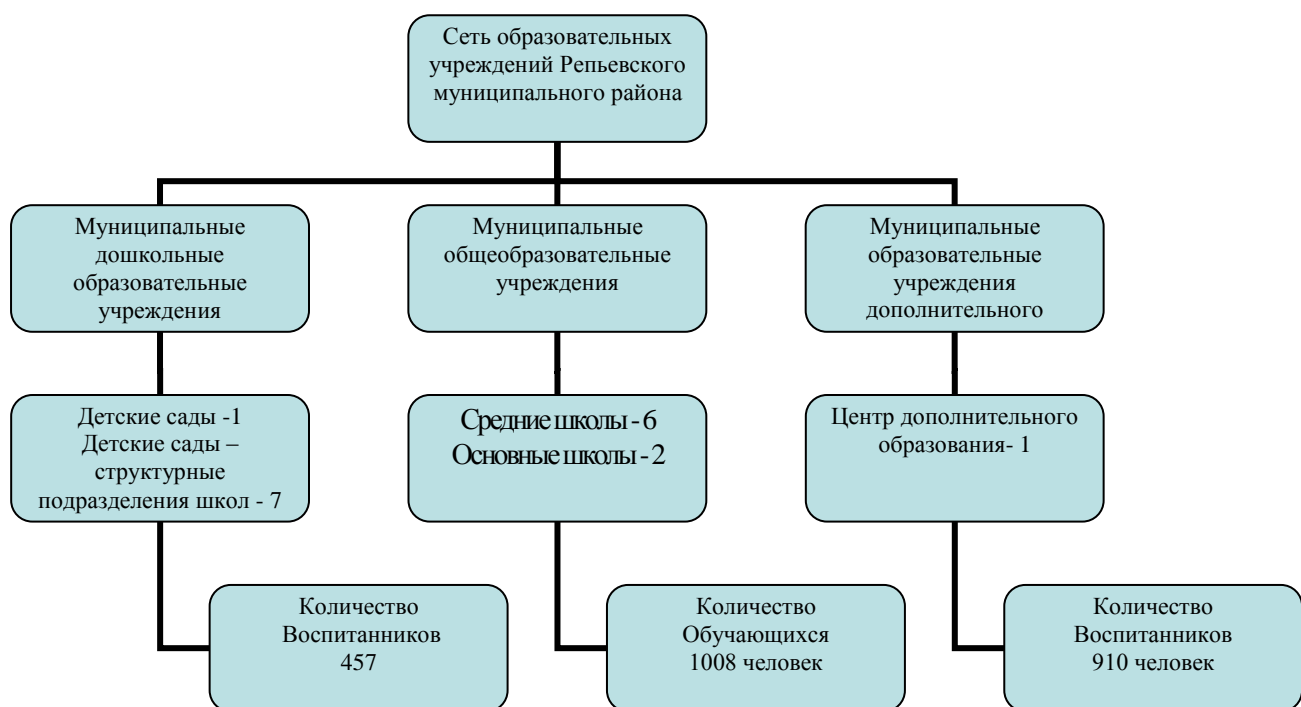 Сеть образовательных
учреждений Репьевского
муниципального района
Муниципальные
дошкольные
образовательные
учреждения
Муниципальные
общеобразовательные
учреждения
Муниципальные
образовательные
учреждения
дополнительного
Детские сады -1
Детские сады –
структурные
подразделения школ - 7
Средние школы - 6
Основные школы - 2
Центр дополнительного
образования- 1
Количество
Воспитанников
457
Количество
Обучающихся
1008 человек
Количество
Воспитанников
910 человек